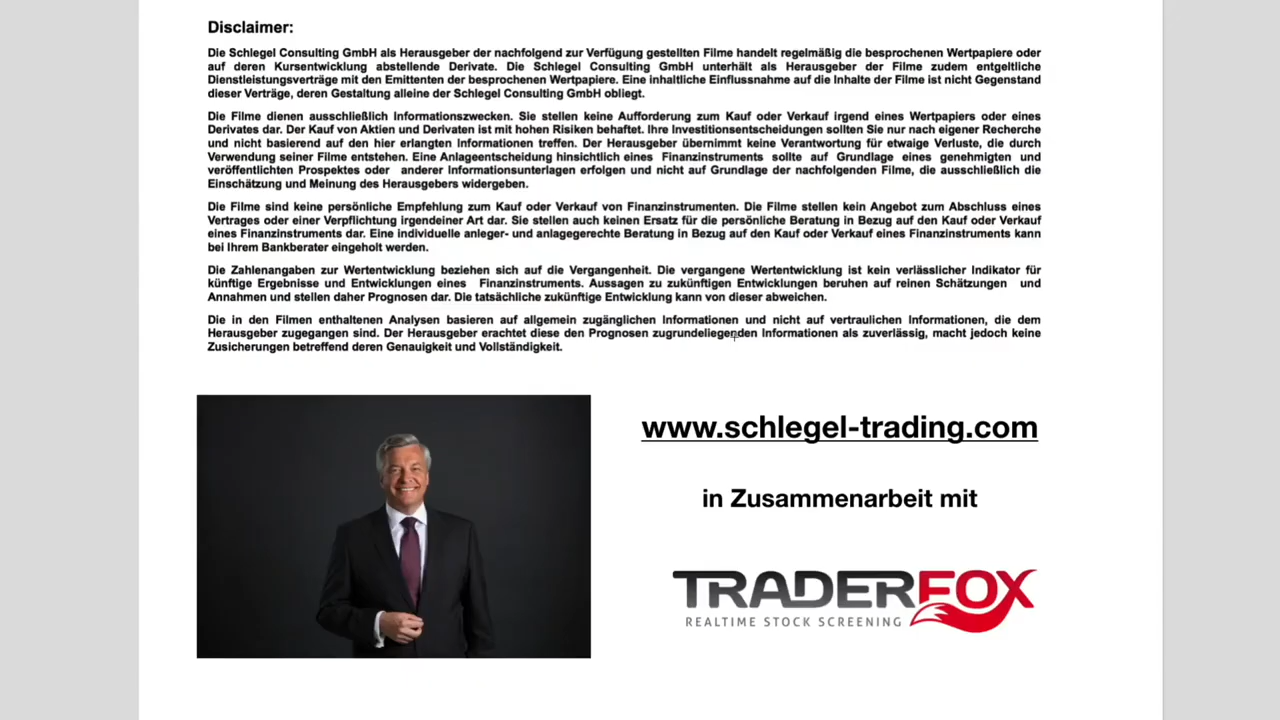 Disclaimer:
Die Schlegel Consulting GmbH als Herausgeber der nachfolgend zur Verfügung gestellten Filme handelt regelmäßig die besprochenen Wertpapiere oder
auf deren Kursentwicklung abstellende Derivate. Die Schlegel Consulting GmbH unterhält als Herausgeber der Filme zudem entgeltliche
Dienstleistungsverträge mit den Emittenten der besprochenen Wertpapiere. Eine inhaltliche Einflussnahme auf die Inhalte der Filme ist nicht Gegenstand
dieser Verträge, deren Gestaltung alleine der Schlegel Consulting GmbH obliegt.
Die Filme dienen ausschließlich Informationszwecken. Sie stellen keine Aufforderung zum Kauf oder Verkauf irgend eines Wertpapiers oder eines
Derivates dar. Der Kauf von Aktien und Derivaten ist mit hohen Risiken behaftet. Ihre Investitionsentscheidungen sollten Sie nur nach eigener Recherche
und nicht basierend auf den hier erlangten Informationen treffen. Der Herausgeber übernimmt keine Verantwortung für etwaige Verluste, die durch
Verwendung seiner Filme entstehen. Eine Anlageentscheidung hinsichtlich eines Finanzinstruments sollte auf Grundlage eines genehmigten und
veröffentlichten Prospektes oder anderer Informationsunterlagen erfolgen und nicht auf Grundlage der nachfolgenden Filme, die ausschließlich die
Einschätzung und Meinung des Herausgebers widergeben.
Die Filme sind keine persönliche Empfehlung zum Kauf oder Verkauf von Finanzinstrumenten. Die Filme stellen kein Angebot zum Abschluss eines
Vertrages oder einer Verpflichtung irgendeiner Art dar. Sie stellen auch keinen Ersatz für die persönliche Beratung in Bezug auf den Kauf oder Verkauf
eines Finanzinstruments dar. Eine individuelle anleger- und anlagegerechte Beratung in Bezug auf den Kauf oder Verkauf eines Finanzinstruments kann
bei Ihrem Bankberater eingeholt werden.
Die Zahlenangaben zur Wertentwicklung beziehen sich auf die Vergangenheit. Die vergangene Wertentwicklung ist kein verlässlicher Indikator für
künftige Ergebnisse und Entwicklungen eines Finanzinstruments. Aussagen zu zukünftigen Entwicklungen beruhen auf reinen Schätzungen und
Annahmen und stellen daher Prognosen dar. Die tatsächliche zukünftige Entwicklung kann von dieser abweichen.
Die in den Filmen enthaltenen Analysen basieren auf allgemein zugänglichen Informationen und nicht auf vertraulichen Informationen, die dem
Herausgeber zugegangen sind. Der Herausgeber erachtet diese den Prognosen zugrundeliegenden Informationen als zuverlässig, macht jedoch keine
Zusicherungen betreffend deren Genauigkeit und Vollständigkeit.
www.schlegel-trading.com
in Zusammenarbeit mit
TRADERFOX
REALTIME STOCK SCREENING